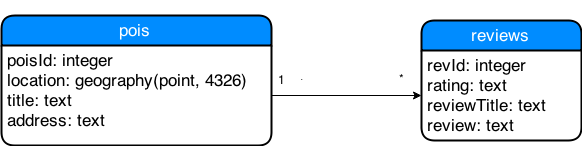 pois
poisId: integer
location: geography(point, 4326)
title: text
address: text
1
*
reviews
revId: integer
rating: text
reviewTitle: text
review: text